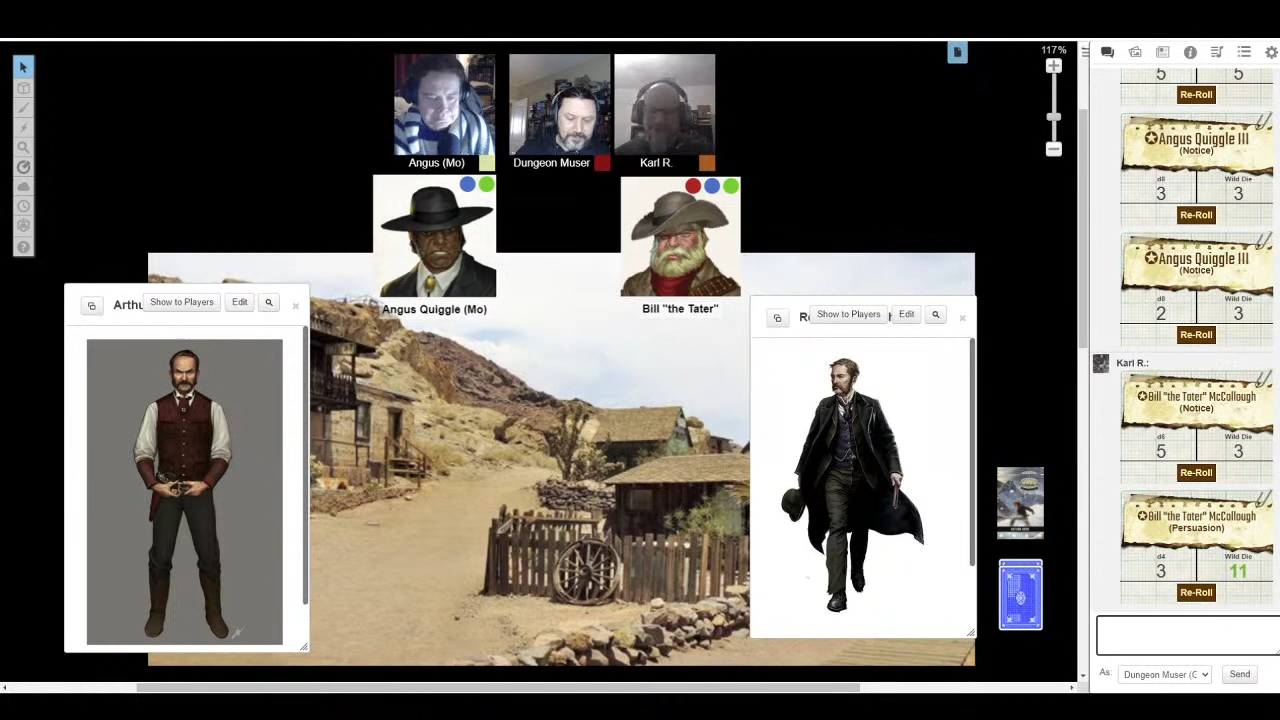 117%
Angus (Mo)
Dungeon Muser
Karl R.
Angus Quiggle (Mo)
Bill "the Tater"
Arthu
Show to Players
Edit
Show to Players
Edit
5
5
Re-Roll
Angus Quiggle III
(Notice)
d8
Wild Die
3
3
Re-Roll
Angus Quiggle III
(Notice)
d8
Wild Die
2
3
Re-Roll
Karl R.:
Bill "the Tater" McCollough
(Notice)
d6
Wild Die
5
3
Re-Roll
Bill "the Tater" McCollough
(Persuasion)
d4
Wild Die
3
11
Re-Roll
As:
Dungeon Muser (G
Send